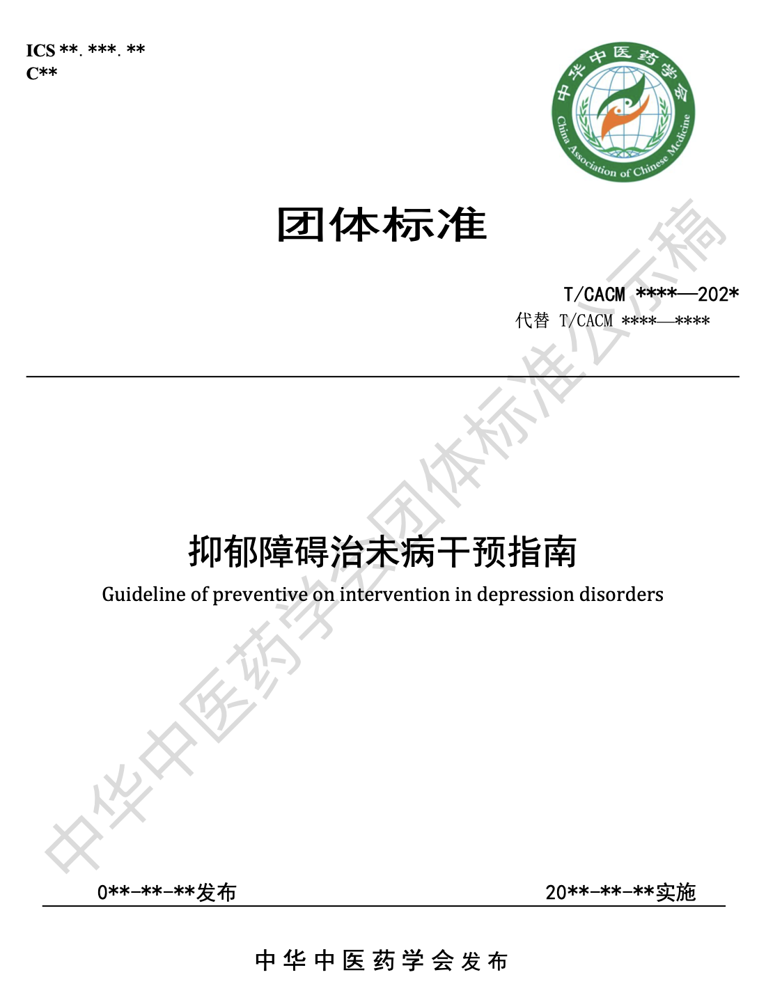 ICS **. ***. **
C**
中华中医药学会
China Association of Chinese Medicine
团体标准
T/CACM ****—202*
代替 T/CACM ****—****
抑郁障碍治未病干预指南
Guideline of preventive on intervention in depression disorders
0**-**-**发布
20**-**-**实施
中华中医药学会发布
中华中医药学会团体标准公示稿